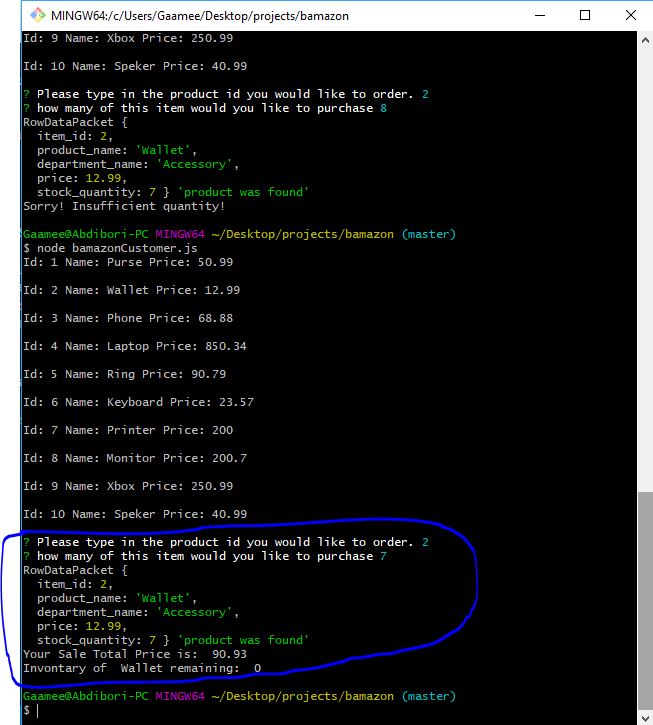 MINGW64:/c/Users/Gaamee/Desktop/projects/bamazon
Id: 9 Name: Xbox Price: 250.99
Id: 10 Name: Speker Price: 40.99
? Please type in the product id you would like to order. 2
? how many of this item would you like to purchase 8
RowDataPacket {
item_id: 2,
product_name: 'Wallet',
department_name: 'Accessory',
price: 12.99,
stock_quantity: 7 } 'product was found'
Sorry! Insufficient quantity!
Gaamee@Abdibori-PC MINGW64 ~/Desktop/projects/bamazon (master)
$ node bamazonCustomer.js
Id: 1 Name: Purse Price: 50.99
Id: 2 Name: Wallet Price: 12.99
Id: 3 Name: Phone Price: 68.88
Id: 4 Name: Laptop Price: 850.34
Id: 5 Name: Ring Price: 90.79
Id: 6 Name: Keyboard Price: 23.57
Id: 7 Name: Printer Price: 200
Id: 8 Name: Monitor Price: 200.7
Id: 9 Name: Xbox Price: 250.99
Id: 10 Name: Speker Price: 40.99
? Please type in the product id you would like to order. 2
? how many of this item would you like to purchase 7
RowDataPacket {
item_id: 2,
product_name: 'Wallet',
department_name: 'Accessory',
price: 12.99,
stock_quantity: 7 } 'product was found'
Your Sale Total Price is:  90.93
Invontary of  Wallet remaining:  0
Gaamee@Abdibori-PC MINGW64 ~/Desktop/projects/bamazon (master)
$